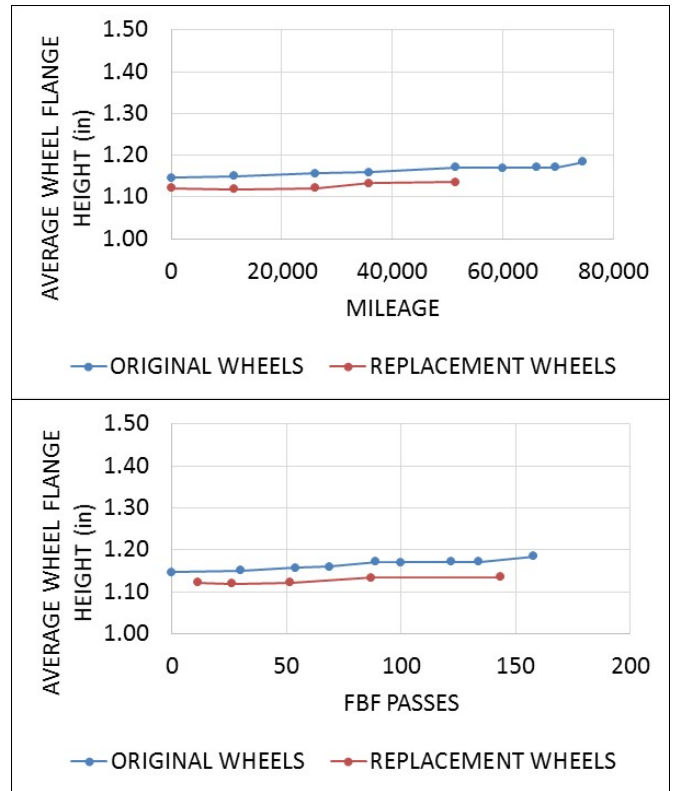 AVERAGE WHEEL FLANGE
HEIGHT (in)
1.50
1.40
1.30
1.20
1.10
1.00
0 20,000 40,000 60,000 80,000
MILEAGE
ORIGINAL WHEELS REPLACEMENT WHEELS
AVERAGE WHEEL FLANGE
HEIGHT (in)
1.50
1.40
1.30
1.20
1.10
1.00
0 50 100 150 200
FBF PASSES
ORIGINAL WHEELS REPLACEMENT WHEELS